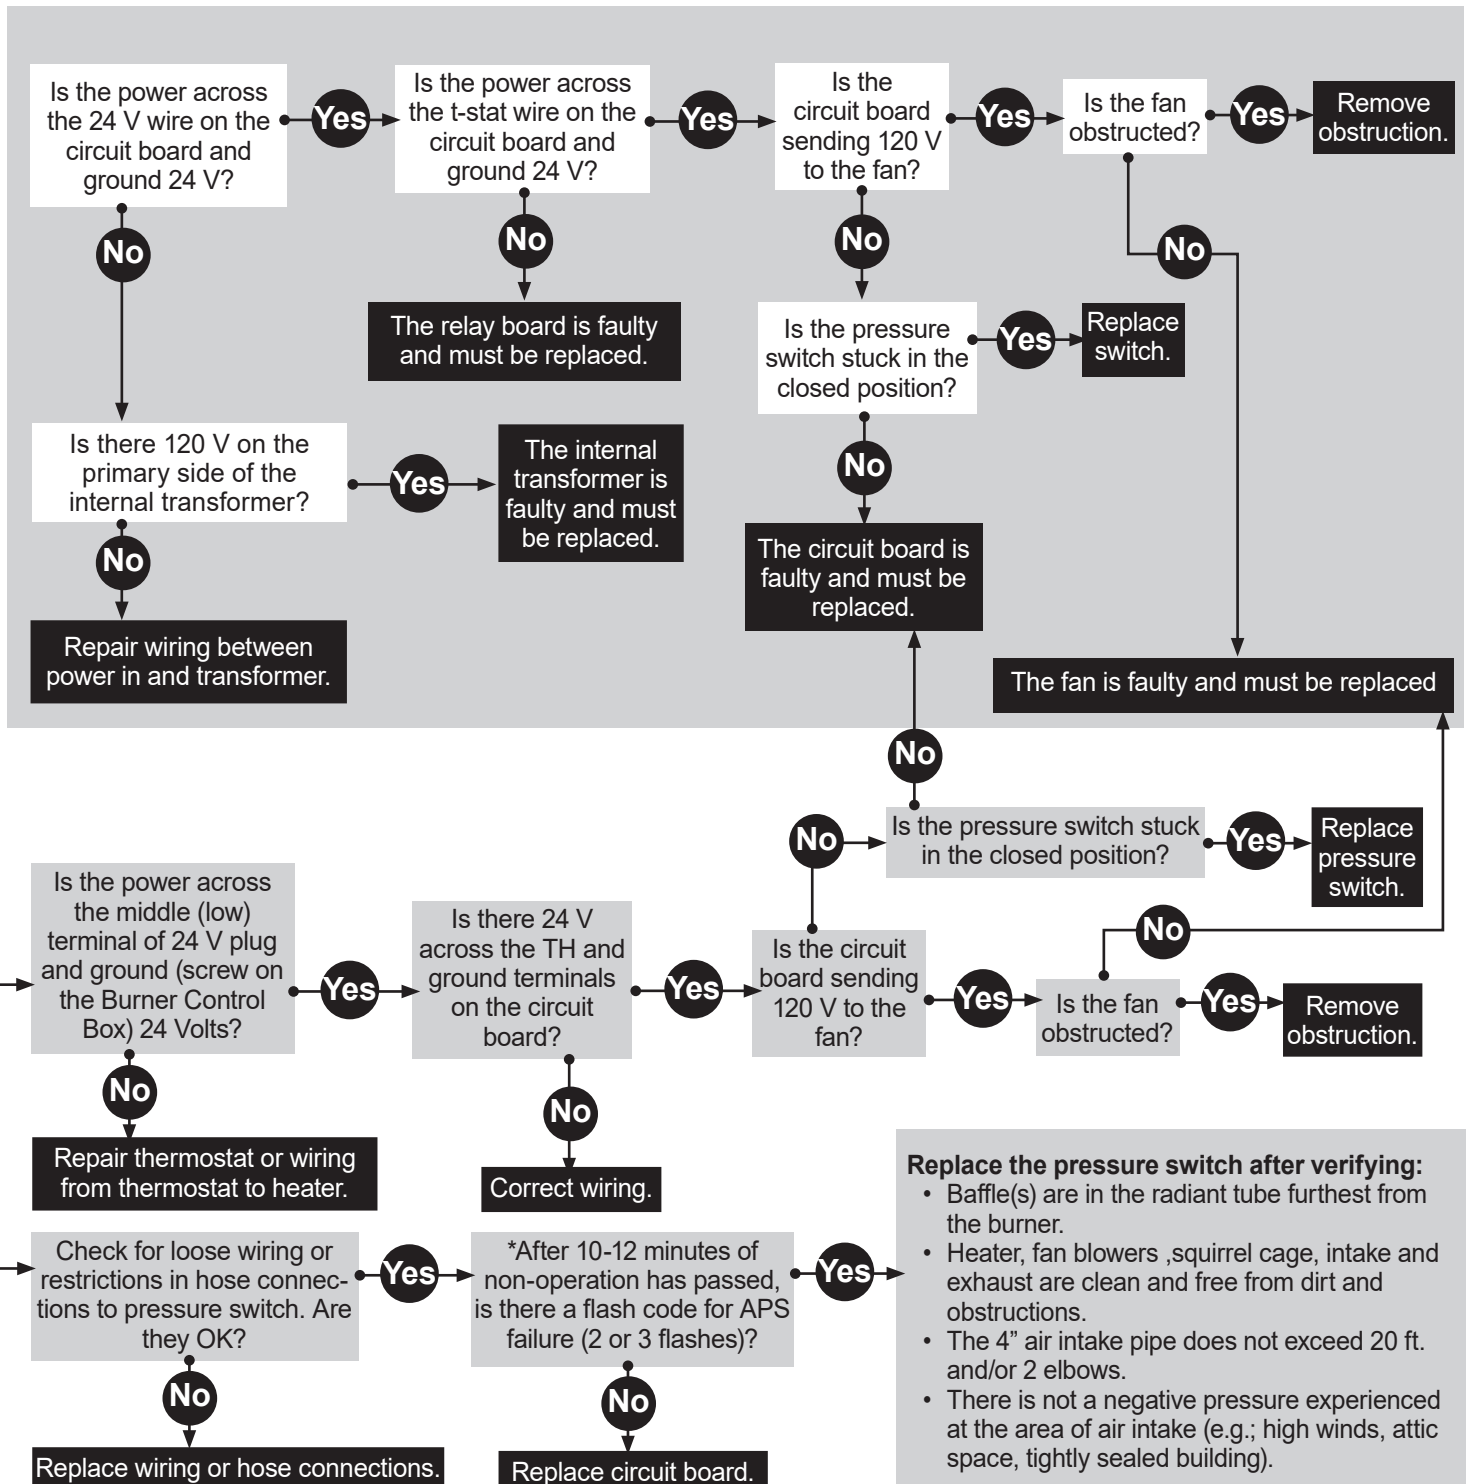 Is the power across
the 24 V wire on the
circuit board and
ground 24 V?
Yes
Is the power across
the t-stat wire on the
circuit board and
ground 24 V?
Yes
Is the
circuit board
sending 120 V
to the fan?
Yes
Is the fan
obstructed?
Yes
Remove
obstruction.
No
No
No
No
The relay board is faulty
and must be replaced.
Is the pressure
switch stuck in the
closed position?
Yes
Replace
switch.
Is there 120 V on the
primary side of the
internal transformer?
Yes
The internal
transformer is
faulty and must
be replaced.
No
No
The circuit board is
faulty and must be
replaced.
Repair wiring between
power in and transformer.
The fan is faulty and must be replaced
No
No
Is the pressure switch stuck
in the closed position?
Yes
Replace
pressure
switch.
Is the power across
the middle (low)
terminal of 24 V plug
and ground (screw on
the Burner Control
Box) 24 Volts?
Yes
Is there 24 V
across the TH and
ground terminals
on the circuit
board?
Yes
Is the circuit
board sending
120 V to the
fan?
Yes
No
Is the fan
obstructed?
Yes
Remove
obstruction.
No
No
Repair thermostat or wiring
from thermostat to heater.
Correct wiring.
Check for loose wiring or
restrictions in hose connec-
tions to pressure switch. Are
they OK?
Yes
*After 10-12 minutes of
non-operation has passed,
is there a flash code for APS
failure (2 or 3 flashes)?
Yes
No
No
Replace wiring or hose connections.
Replace circuit board.
Replace the pressure switch after verifying:
• Baffle(s) are in the radiant tube furthest from
the burner.
• Heater, fan blowers ,squirrel cage, intake and
exhaust are clean and free from dirt and
obstructions.
• The 4” air intake pipe does not exceed 20 ft.
and/or 2 elbows.
• There is not a negative pressure experienced
at the area of air intake (e.g.; high winds, attic
space, tightly sealed building).